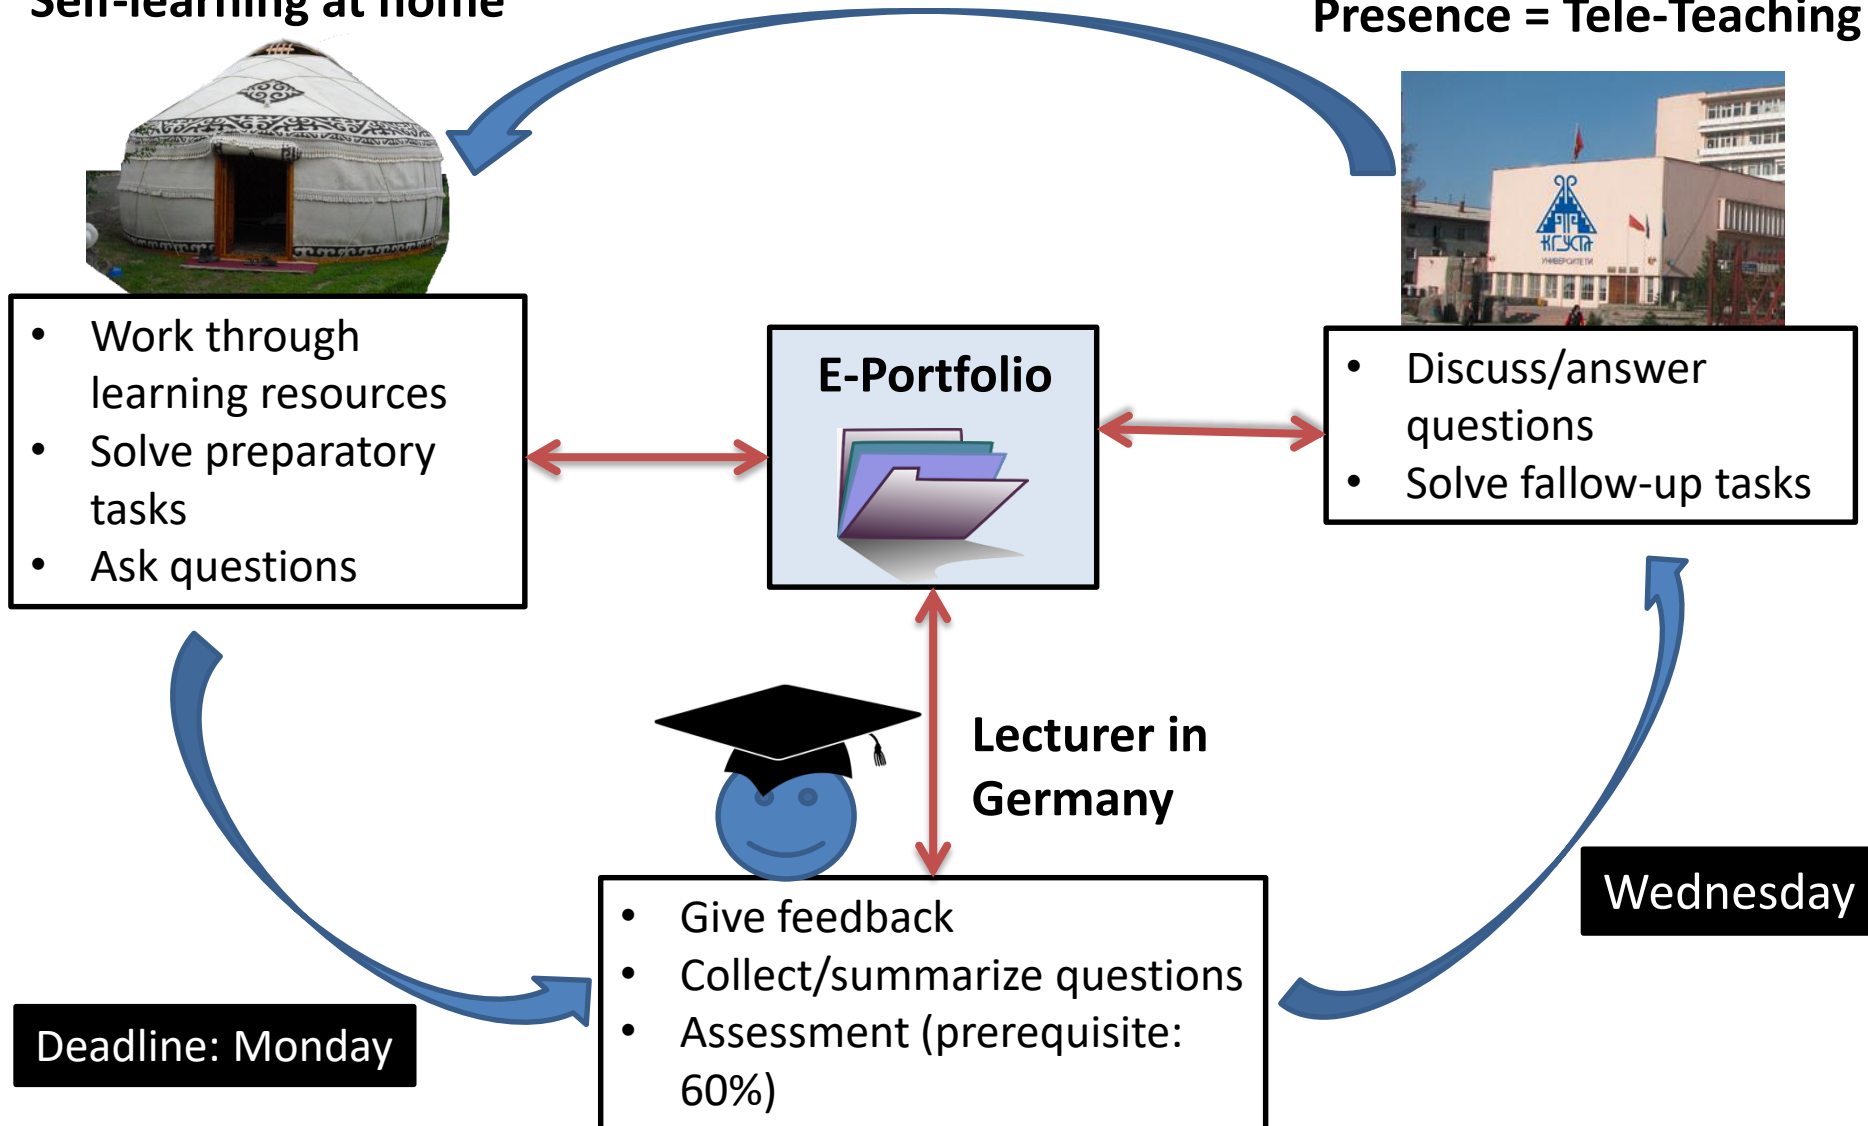 Self-learning at home
Presence = Tele-Teaching
КГУСТА
УНИВЕРСИТЕТИ
• Work through
learning resources
• Solve preparatory
tasks
• Ask questions
E-Portfolio
• Discuss/answer
questions
• Solve fallow-up tasks
Lecturer in
Germany
Wednesday
• Give feedback
• Collect/summarize questions
• Assessment (prerequisite:
60%)
Deadline: Monday